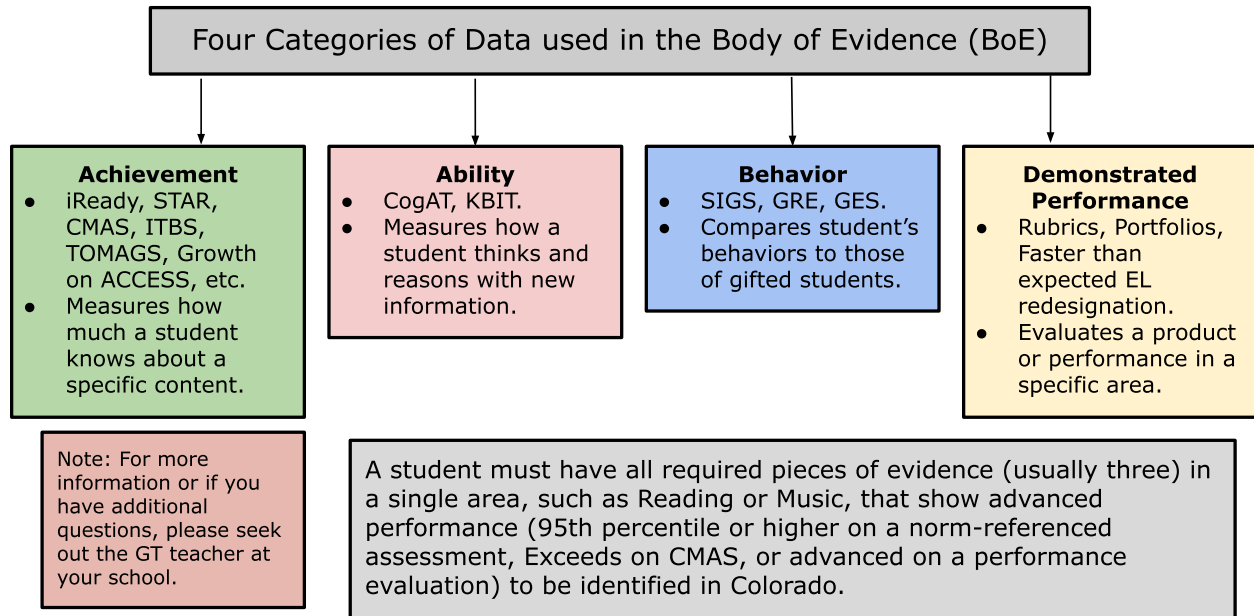 Four Categories of Data used in the Body of Evidence (BoE)
Achievement
● iReady, STAR,
CMAS, ITBS,
TOMAGS, Growth
on ACCESS, etc.
● Measures how
much a student
knows about a
specific content.
Ability
● CogAT, KBIT.
● Measures how a
student thinks and
reasons with new
information.
Behavior
● SIGS, GRE, GES.
● Compares student’s
behaviors to those
of gifted students.
Demonstrated
Performance
● Rubrics, Portfolios,
Faster than
expected EL
redesignation.
● Evaluates a product
or performance in a
specific area.
Note: For more
information or if you
have additional
questions, please seek
out the GT teacher at
your school.
A student must have all required pieces of evidence (usually three) in
a single area, such as Reading or Music, that show advanced
performance (95th percentile or higher on a norm-referenced
assessment, Exceeds on CMAS, or advanced on a performance
evaluation) to be identified in Colorado.